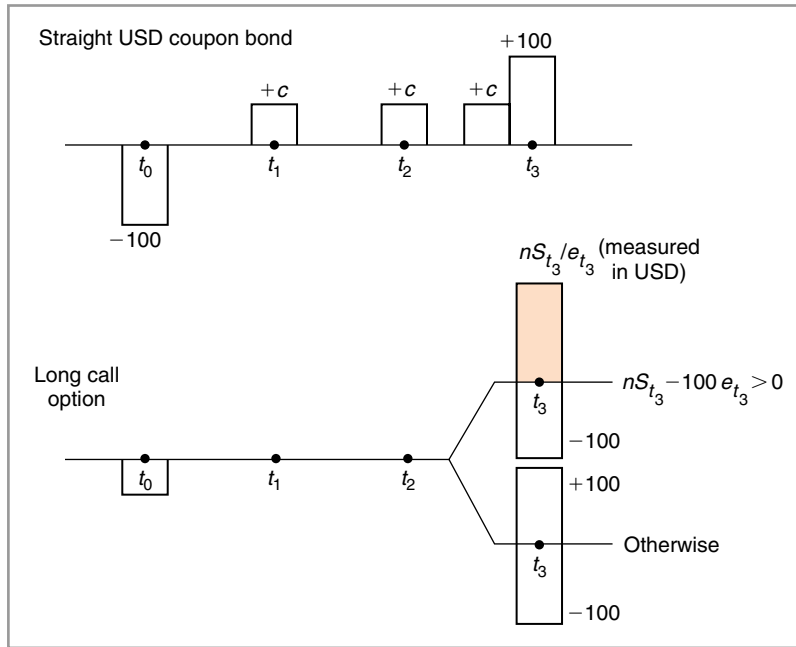 Straight USD coupon bond
+100
+c
+c
+c
t0
t1
t2
t3
−100
nSt3/et3 (measured
in USD)
Long call
option
t3
nSt3−100 et3>0
−100
t0
t1
t2
+100
t3
Otherwise
−100